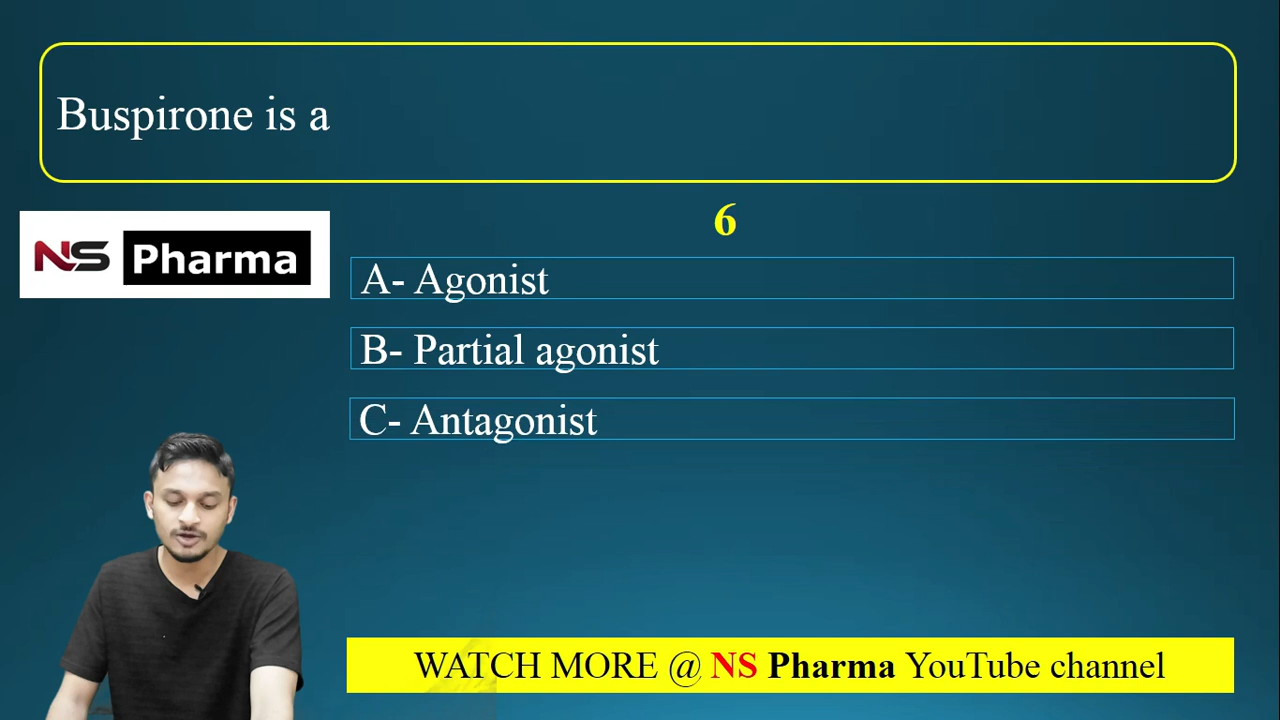 Buspirone is a
6
NS Pharma
A- Agonist
B- Partial agonist
C- Antagonist
WATCH MORE @ NS Pharma YouTube channel